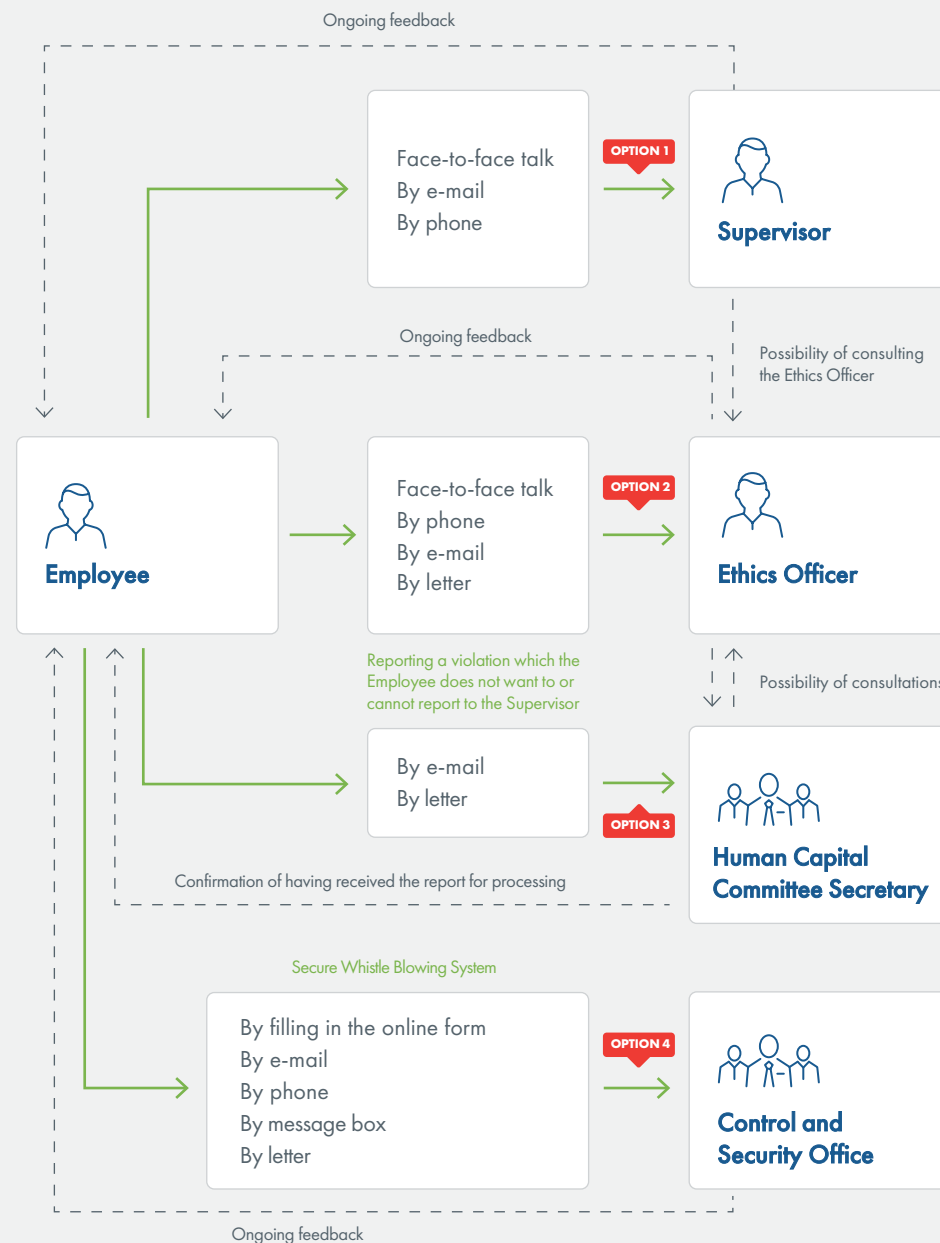 Ongoing feedback
Face-to-face talk
By e-mail
By phone
OPTION 1
Supervisor
Ongoing feedback
Possibility of consulting
the Ethics Officer
Employee
Face-to-face talk
By phone
By e-mail
By letter
OPTION 2
Ethics Officer
Reporting a violation which the
Employee does not want to or
cannot report to the Supervisor
Possibility of consultations
By e-mail
By letter
OPTION 3
Human Capital
Committee Secretary
Confirmation of having received the report for processing
Secure Whistle Blowing System
By filling in the online form
By e-mail
By phone
By message box
By letter
OPTION 4
Control and
Security Office
Ongoing feedback